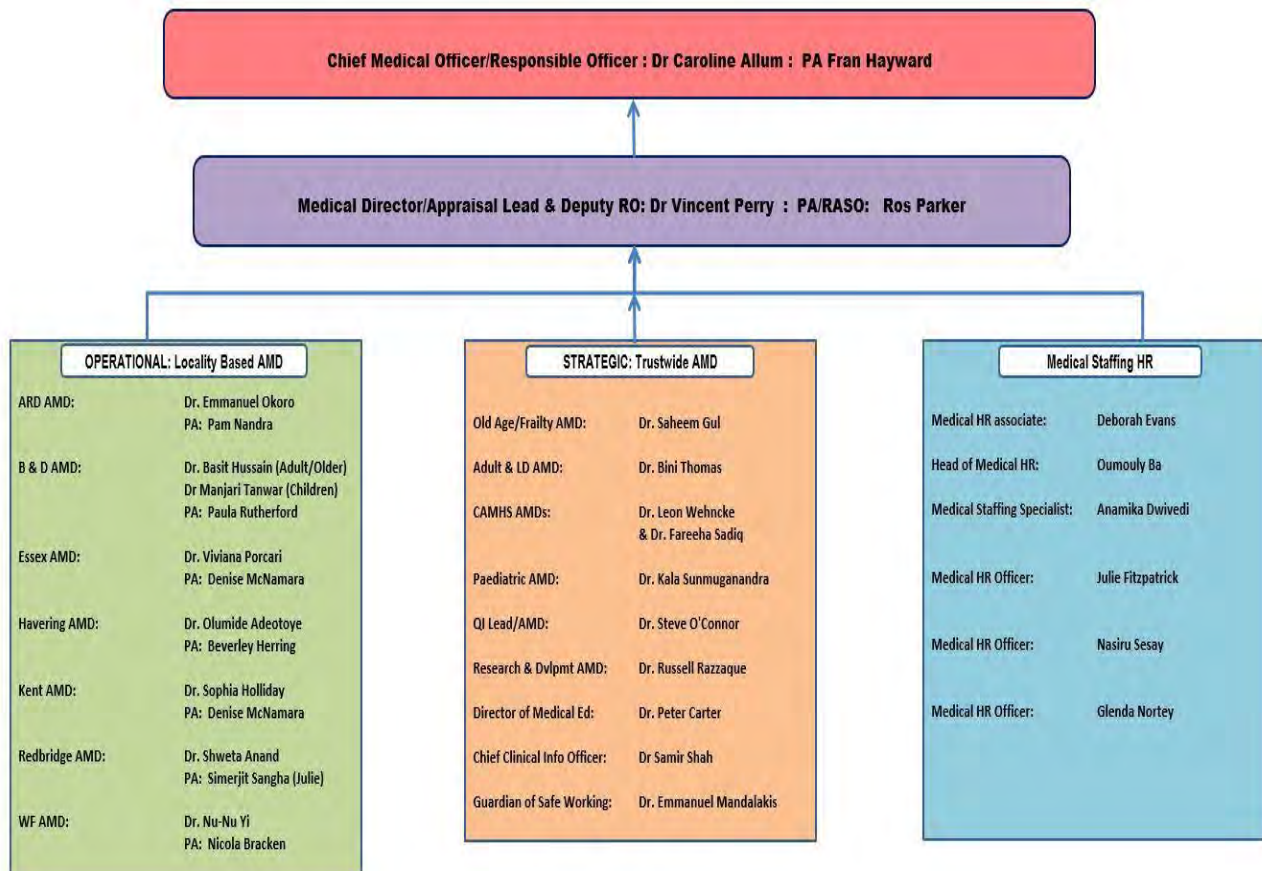 Chief Medical Officer/Responsible Officer : Dr Caroline Allum : PA Fran Hayward
Medical Director/Appraisal Lead & Deputy RO: Dr Vincent Perry : PA/RASO: Ros Parker
OPERATIONAL: Locality Based AMD
ARD AMD: Dr. Emmanuel Okoro
PA: Pam Nandra
B & D AMD: Dr. Basit Hussain (Adult/Older)
Dr Manjari Tanwar (Children)
PA: Paula Rutherford
Essex AMD: Dr. Viviana Porcari
PA: Denise McNamara
Havering AMD: Dr. Olumide Adeotoye
PA: Beverley Herring
Kent AMD: Dr. Sophia Holliday
PA: Denise McNamara
Redbridge AMD: Dr. Shweta Anand
PA: Simerjit Sangha (Julie)
WF AMD: Dr. Nu-Nu Yi
PA: Nicola Bracken
STRATEGIC: Trustwide AMD
Old Age/Frailty AMD: Dr. Saheem Gul
Adult & LD AMD: Dr. Bini Thomas
CAMHS AMDs: Dr. Leon Wehncke
& Dr. Fareeha Sadiq
Paediatric AMD: Dr. Kala Sunmuganandra
QI Lead/AMD: Dr. Steve O'Connor
Research & Dvlpmt AMD: Dr. Russell Razzaque
Director of Medical Ed: Dr. Peter Carter
Chief Clinical Info Officer: Dr Samir Shah
Guardian of Safe Working: Dr. Emmanuel Mandalakis
Medical Staffing HR
Medical HR associate: Deborah Evans
Head of Medical HR: Oumouly Ba
Medical Staffing Specialist: Anamika Dwivedi
Medical HR Officer: Julie Fitzpatrick
Medical HR Officer: Nasiru Sesay
Medical HR Officer: Glenda Nortey